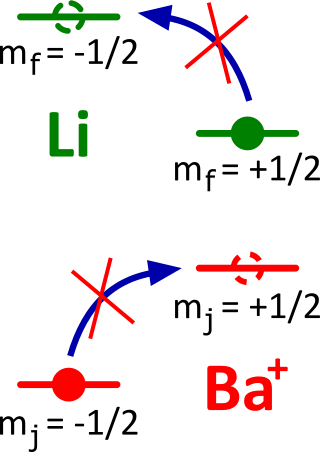 m_f = -1/2
Li
m_f = +1/2
m_j = +1/2
Ba⁺
m_j = -1/2